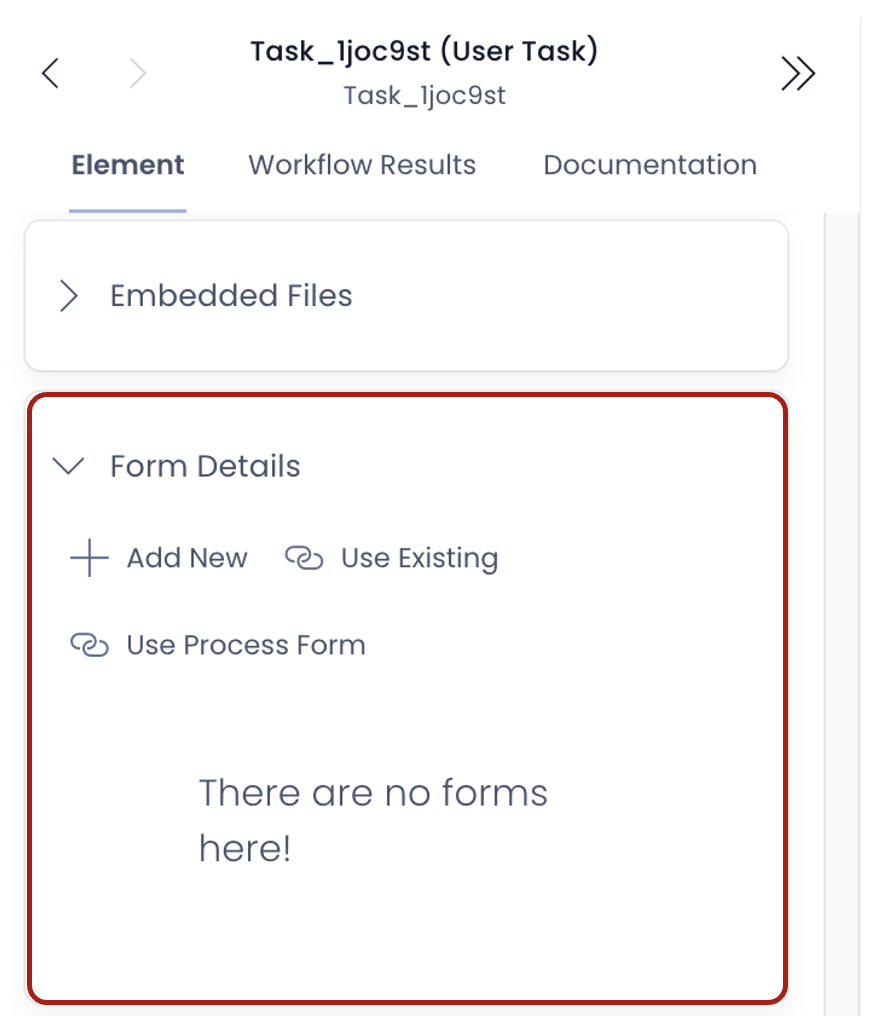 Task_1joc9st (User Task)
Task_1joc9st
Element Workflow Results Documentation
Embedded Files
Form Details
Add New Use Existing
Use Process Form
There are no forms
here!